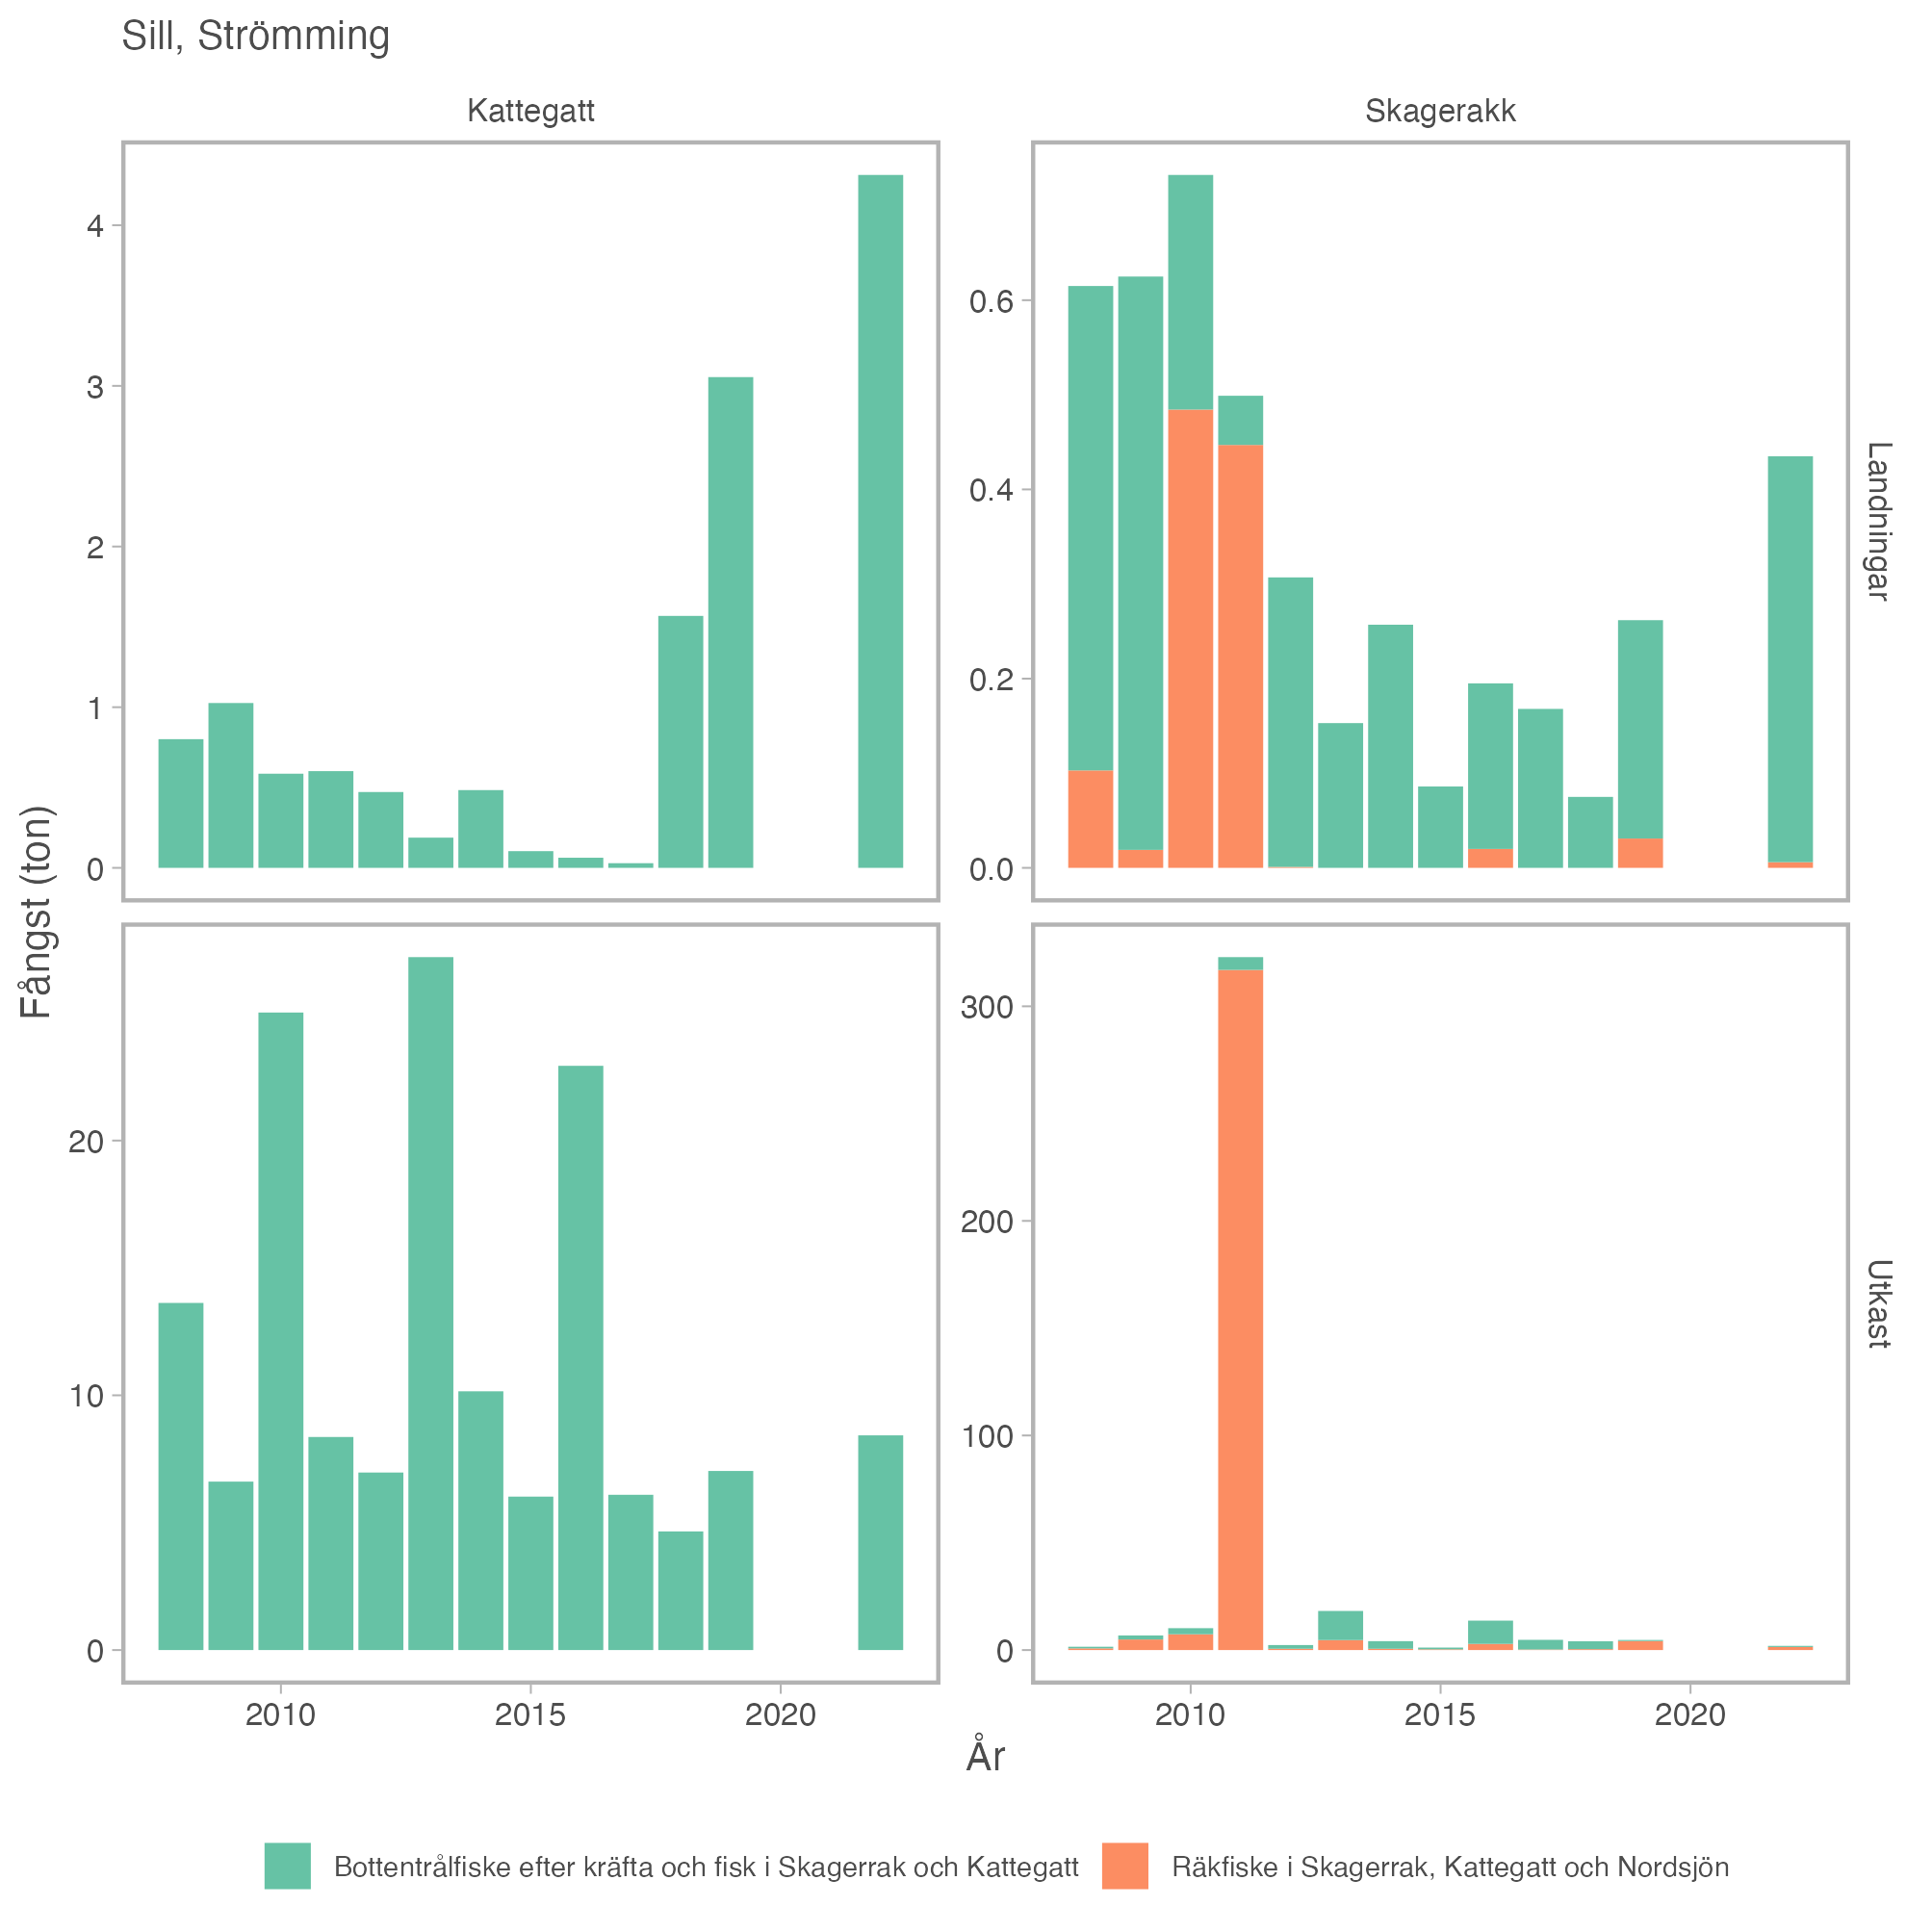 Sill, Strömming
Kattegatt
Skagerakk
4
3
2
1
0
0.6
0.4
0.2
0.0
Landningar
Fångst (ton)
20
10
0
300
200
100
0
Utkast
2010
2015
2020
2010
2015
2020
År
Bottentrålfiske efter kräfta och fisk i Skagerrak och Kattegatt
Räkfiske i Skagerrak, Kattegatt och Nordsjön